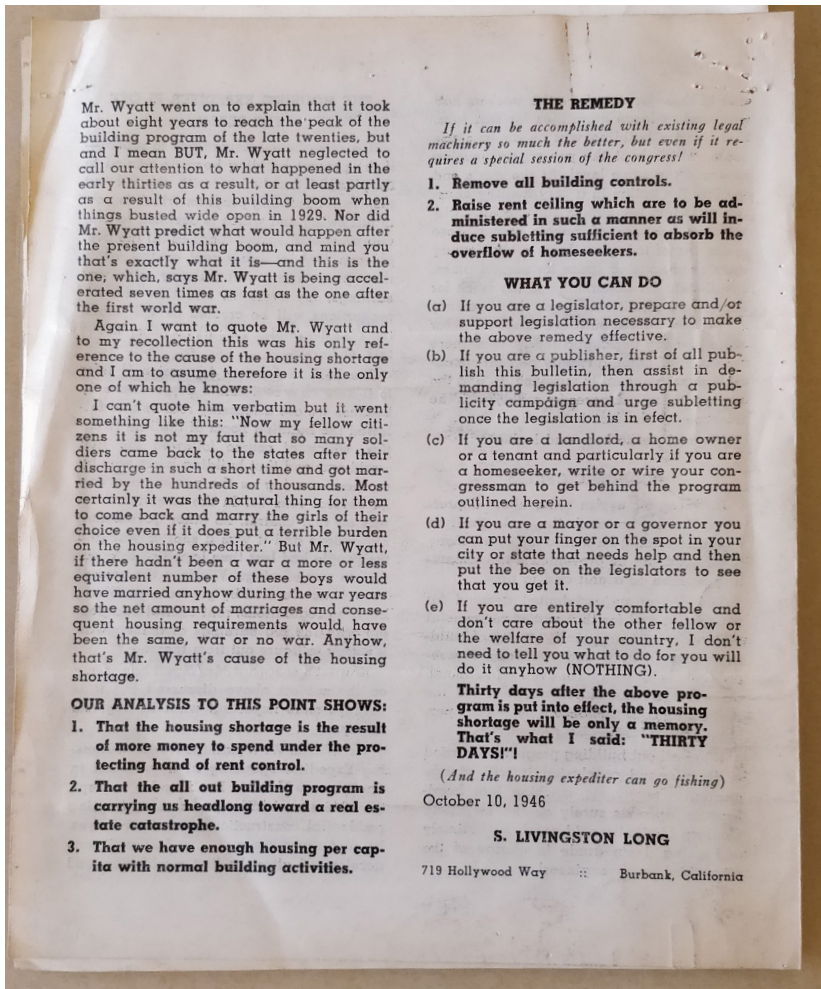 Mr. Wyatt went on to explain that it took
about eight years to reach the peak of the
building program of the late twenties, but
and I mean BUT, Mr. Wyatt neglected to
call our attention to what happened in the
early thirties as a result, or at least partly
as a result of this building boom when
things busted wide open in 1929. Nor did
Mr. Wyatt predict what would happen after
the present building boom, and mind you
that's exactly what it is—and this is the
one, which, says Mr. Wyatt is being accel-
erated seven times as fast as the one after
the first world war.
Again I want to quote Mr. Wyatt and
to my recollection this was his only ref-
erence to the cause of the housing shortage
and I am to asume therefore it is the only
one of which he knows:
I can't quote him verbatim but it went
something like this: "Now my fellow citi-
zens it is not my faut that so many sol-
diers came back to the states after their
discharge in such a short time and got mar-
ried by the hundreds of thousands. Most
certainly it was the natural thing for them
to come back and marry the girls of their
choice even if it does put a terrible burden
on the housing expediter." But Mr. Wyatt,
if there hadn't been a war a more or less
equivalent number of these boys would
have married anyhow during the war years
so the net amount of marriages and conse-
quent housing requirements would have
been the same, war or no war. Anyhow,
that's Mr. Wyatt's cause of the housing
shortage.
OUR ANALYSIS TO THIS POINT SHOWS:
1. That the housing shortage is the result
of more money to spend under the pro-
tecting hand of rent control.
2. That the all out building program is
carrying us headlong toward a real es-
tate catastrophe.
3. That we have enough housing per cap-
ita with normal building activities.
THE REMEDY
If it can be accomplished with existing legal
machinery so much the better, but even if it re-
quires a special session of the congress!
1. Remove all building controls.
2. Raise rent ceiling which are to be ad-
ministered in such a manner as will in-
duce subletting sufficient to absorb the
overflow of homeseekers.
WHAT YOU CAN DO
(a) If you are a legislator, prepare and/or
support legislation necessary to make
the above remedy effective.
(b) If you are a publisher, first of all pub-
lish this bulletin, then assist in de-
manding legislation through a pub-
licity campaign and urge subletting
once the legislation is in efect.
(c) If you are a landlord, a home owner
or a tenant and particularly if you are
a homeseeker, write or wire your con-
gressman to get behind the program
outlined herein.
(d) If you are a mayor or a governor you
can put your finger on the spot in your
city or state that needs help and then
put the bee on the legislators to see
that you get it.
(e) If you are entirely comfortable and
don't care about the other fellow or
the welfare of your country, I don't
need to tell you what to do for you will
do it anyhow (NOTHING).
Thirty days after the above pro-
gram is put into effect, the housing
shortage will be only a memory.
That's what I said: "THIRTY
DAYS!"!
(And the housing expediter can go fishing)
October 10, 1946
S. LIVINGSTON LONG
719 Hollywood Way :: Burbank, California